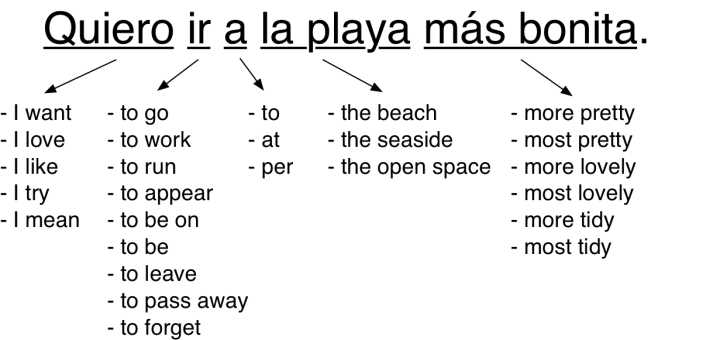 Quiero ir a la playa más bonita.
- I want
- I love
- I like
- I try
- I mean
- to go
- to work
- to run
- to appear
- to be on
- to be
- to leave
- to pass away
- to forget
- to
- at
- per
- the beach
- the seaside
- the open space
- more pretty
- most pretty
- more lovely
- most lovely
- more tidy
- most tidy